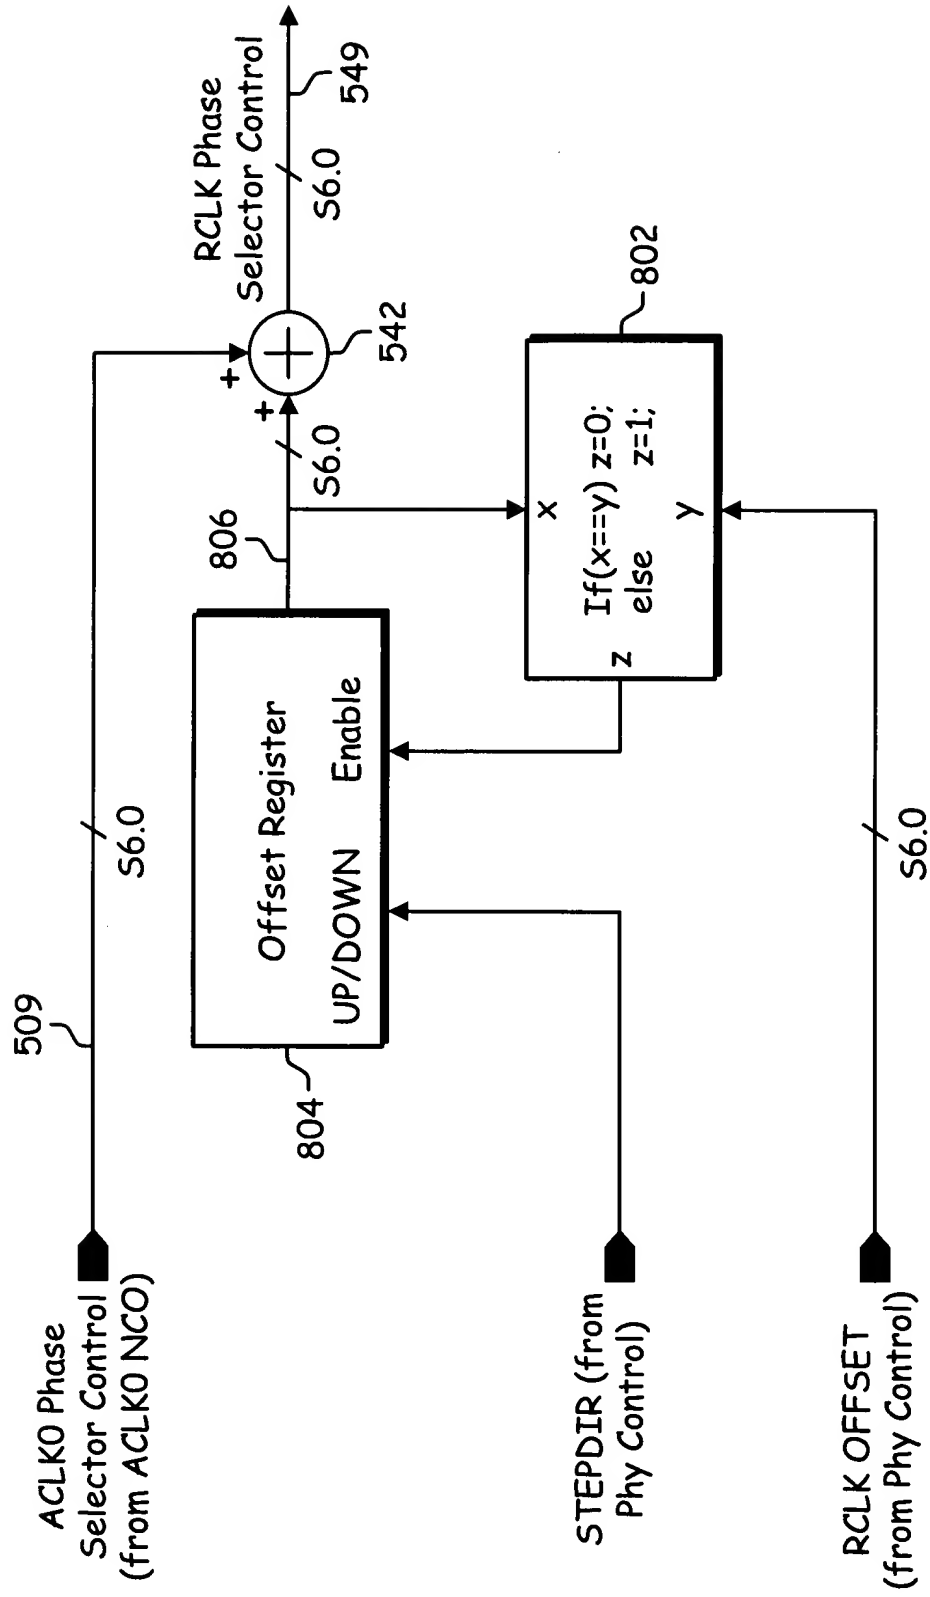 ACLK0 Phase
Selector Control
(from ACLK0 NCO)
509
S6.0
+
+
RCLK Phase
Selector Control
S6.0
549
542
804
Offset Register
UP/DOWN Enable
806
S6.0
x
z
If(x==y) z=0;
else z=1;
y
802
STEPDIR (from
Phy Control)
RCLK OFFSET
(from Phy Control)
S6.0